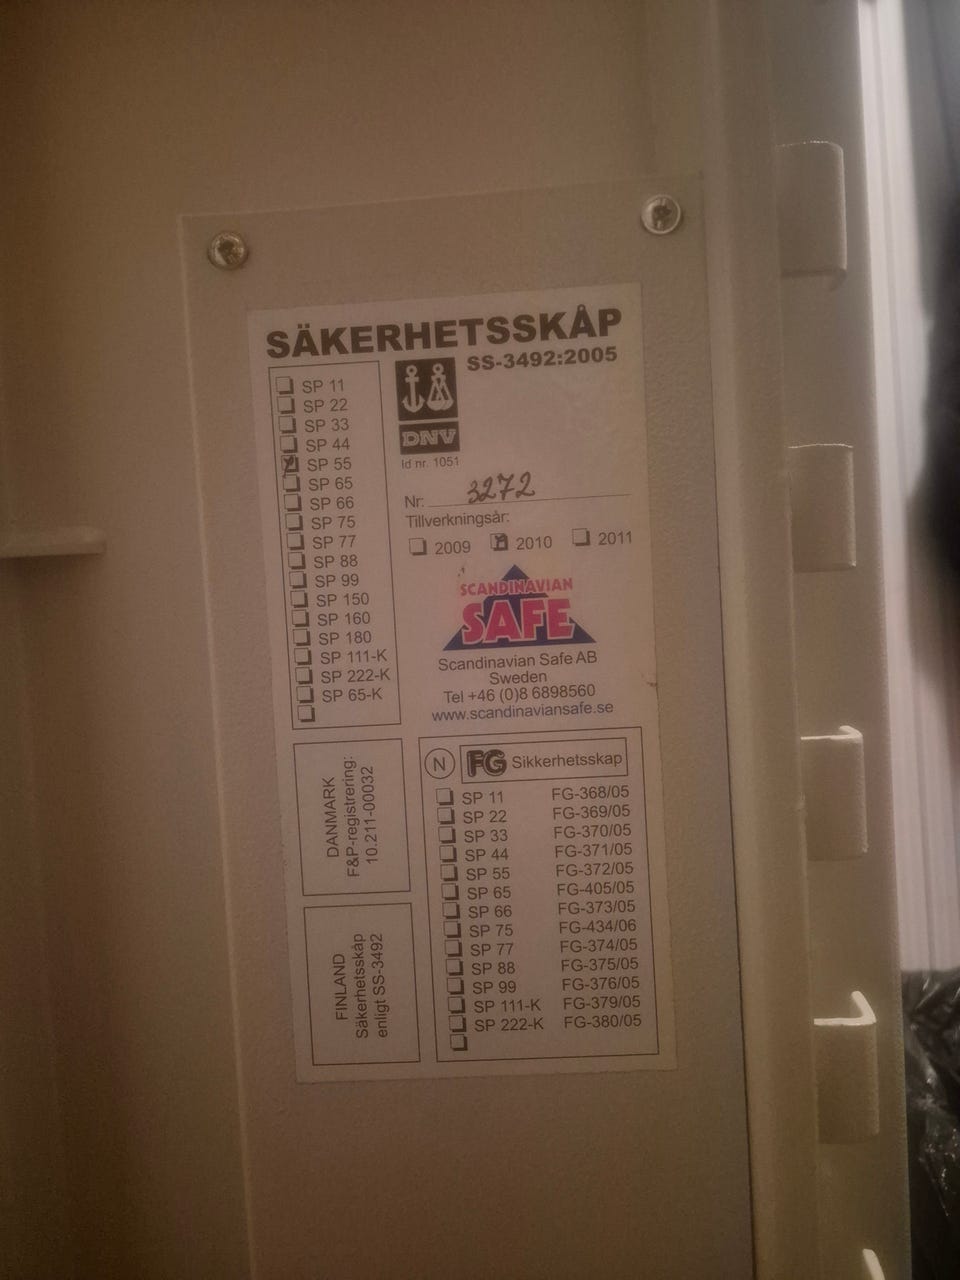 SÄKERHETSSKÅP
SS-3492:2005
SP 11
SP 22
SP 33
SP 44
SP 55
SP 65
SP 66
SP 75
SP 77
SP 88
SP 99
SP 150
SP 160
SP 180
SP 111-K
SP 222-K
SP 65-K
DNV
Id nr. 1051
Nr: 3272
Tillverkningsår:
2009 2010 2011
SCANDINAVIAN
SAFE
Scandinavian Safe AB
Sweden
Tel +46 (0)8 6898560
www.scandinaviansafe.se
DANMARK
F&P-registrering:
10.211-00032
FINLAND
Säkerhetsskåp
enligt SS-3492
N FG Sikkerhetsskap
SP 11 FG-368/05
SP 22 FG-369/05
SP 33 FG-370/05
SP 44 FG-371/05
SP 55 FG-372/05
SP 65 FG-405/05
SP 66 FG-373/05
SP 75 FG-434/06
SP 77 FG-374/05
SP 88 FG-375/05
SP 99 FG-376/05
SP 111-K FG-379/05
SP 222-K FG-380/05